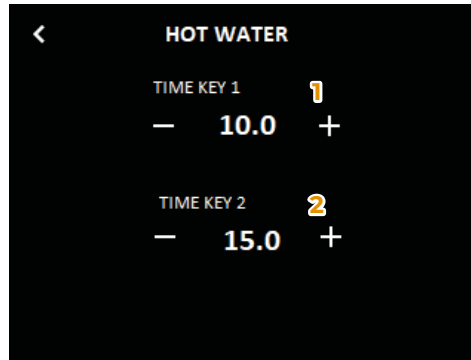 HOT WATER
TIME KEY 1 1
− 10.0 +
TIME KEY 2 2
− 15.0 +